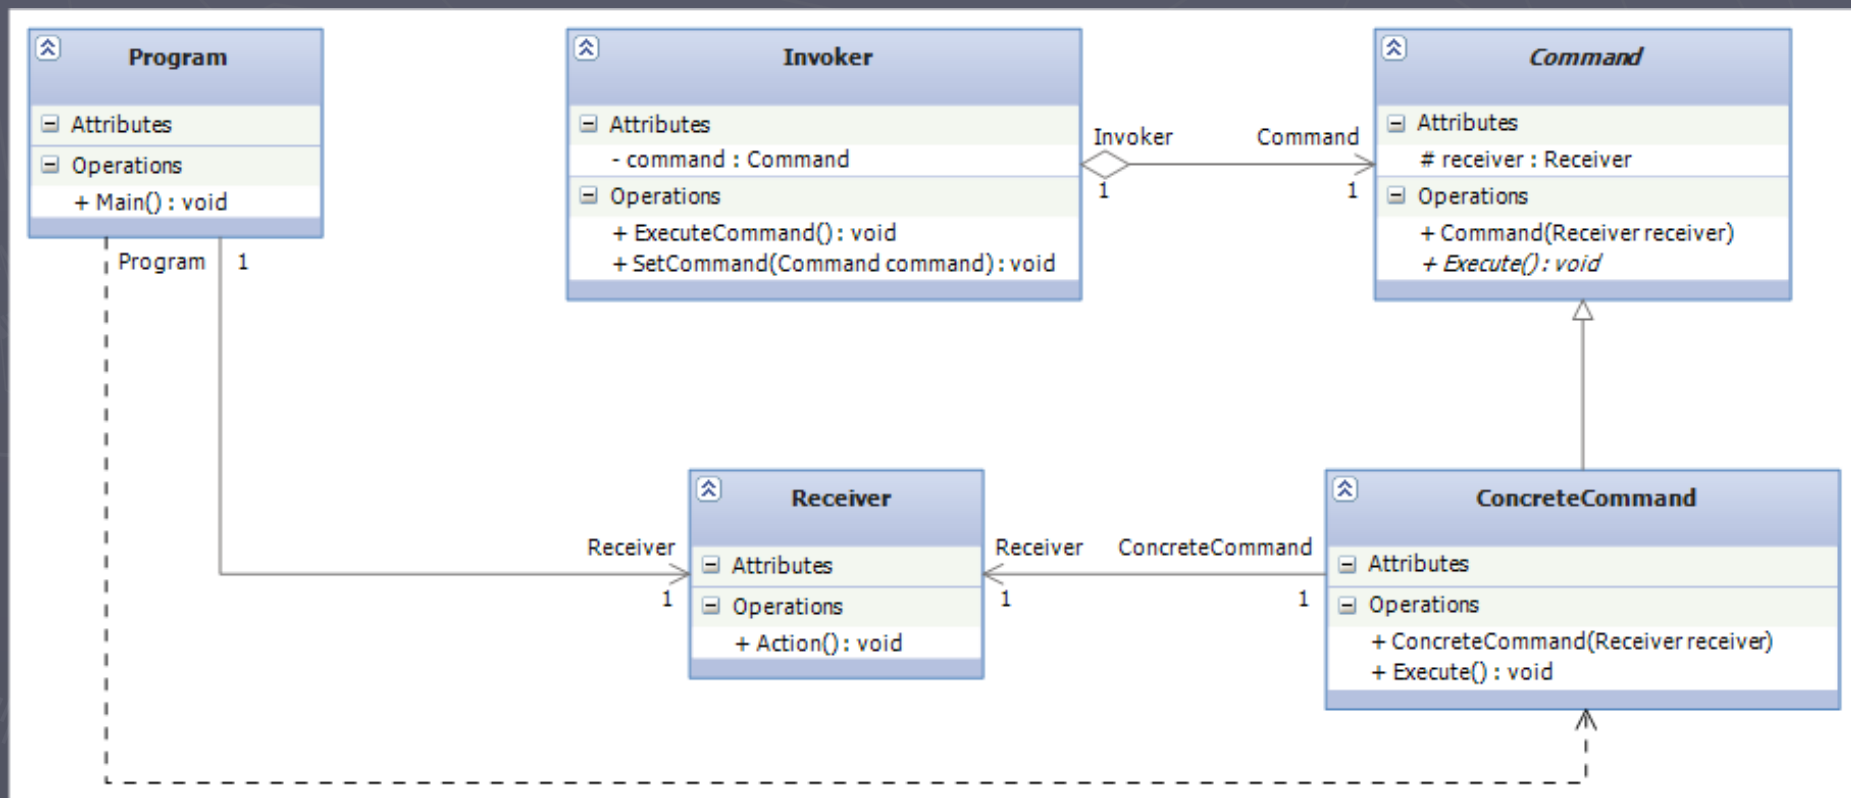 Program
Attributes
Operations
+ Main() : void
Invoker
Attributes
- command : Command
Operations
+ ExecuteCommand() : void
+ SetCommand(Command command) : void
Command
Attributes
# receiver : Receiver
Operations
+ Command(Receiver receiver)
+ Execute() : void
Invoker
1
Command
1
Program
1
Receiver
1
Receiver
Attributes
Operations
+ Action() : void
Receiver
1
ConcreteCommand
1
ConcreteCommand
Attributes
Operations
+ ConcreteCommand(Receiver receiver)
+ Execute() : void